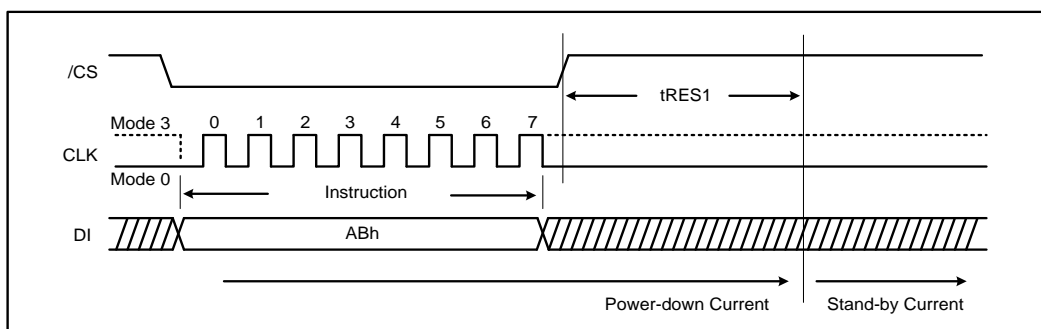 /CS
tRES1
Mode 3
0 1 2 3 4 5 6 7
CLK
Mode 0
Instruction
DI
ABh
Power-down Current
Stand-by Current